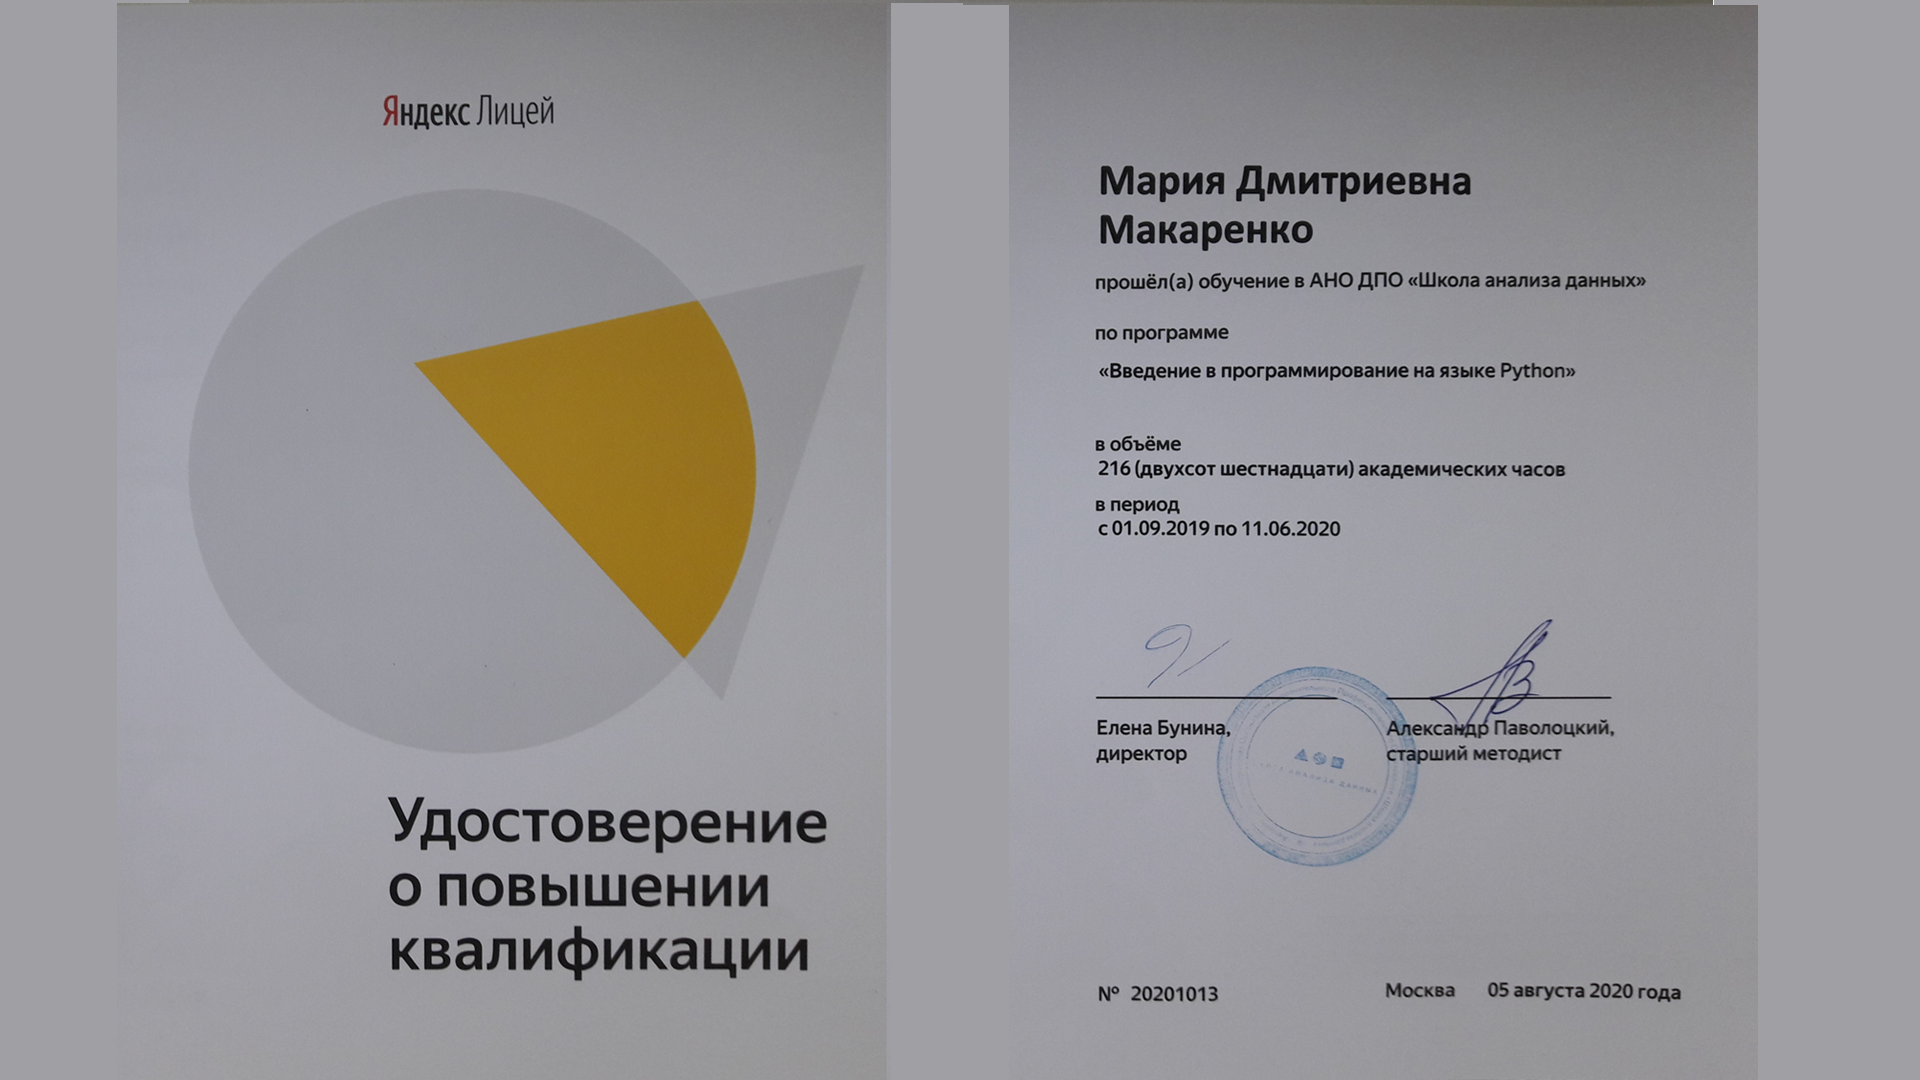 Яндекс Лицей
Удостоверение
о повышении
квалификации
Мария Дмитриевна
Макаренко
прошёл(а) обучение в АНО ДПО «Школа анализа данных»
по программе
«Введение в программирование на языке Python»
в объёме
216 (двухсот шестнадцати) академических часов
в период
с 01.09.2019 по 11.06.2020
Елена Бунина,
директор
Александр Паволоцкий,
старший методист
АНАЛИЗА ДАННЫХ
№ 20201013
Москва 05 августа 2020 года